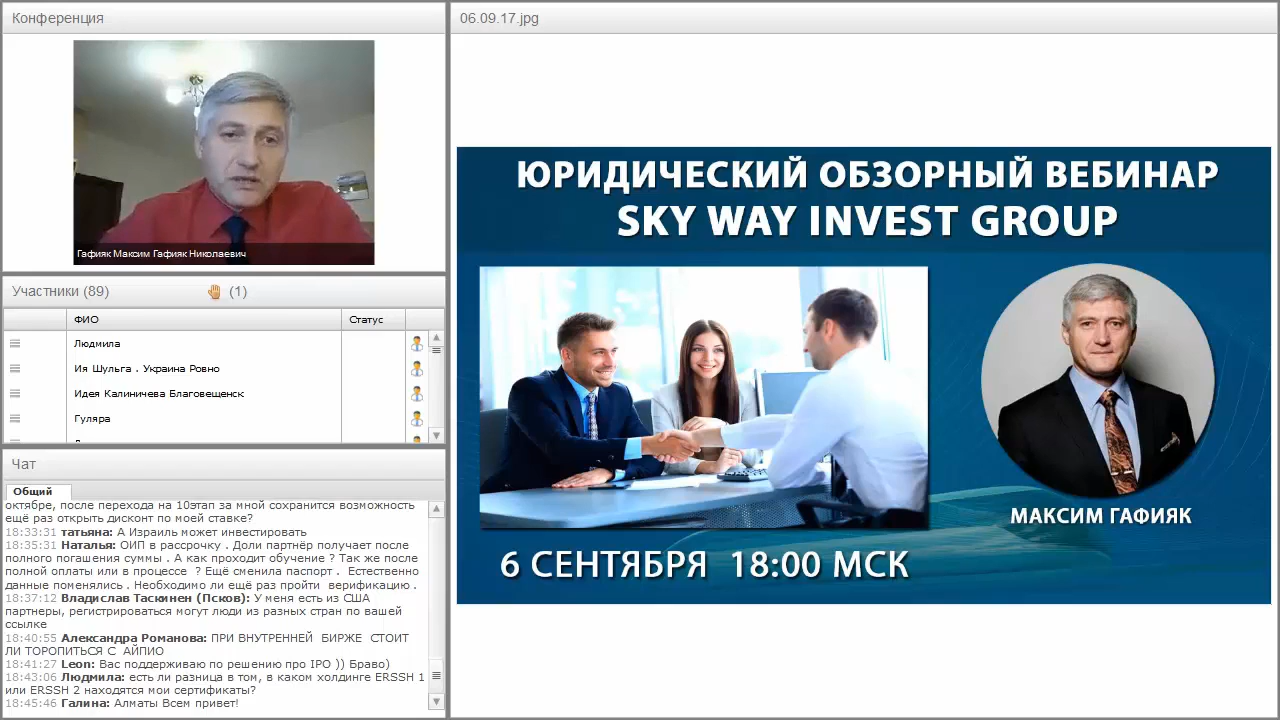 Конференция
Гафияк Максим Гафияк Николаевич
Участники (89)
(1)
ФИО
Статус
Людмила
Ия Шульга . Украина Ровно
Идея Калиничева Благовещенск
Гуляра
Чат
Общий
октябре, после перехода на 10этап за мной сохранится возможность
ещё раз открыть дисконт по моей ставке?
18:33:31 татьяна: А Израиль может инвестировать
18:35:31 Наталья: ОИП в рассрочку . Доли партнёр получает после
полного погашения суммы . А как проходит обучение ? Так же после
полной оплаты или в процессе ? Ещё сменила паспорт . Естественно
данные поменялись . Необходимо ли ещё раз пройти верификацию .
18:37:12 Владислав Таскинен (Псков): У меня есть из США
партнеры, регистрироваться могут люди из разных стран по вашей
ссылке
18:40:55 Александра Романова: ПРИ ВНУТРЕННЕЙ БИРЖЕ СТОИТ
ЛИ ТОРОПИТЬСЯ С АЙПИО
18:41:27 Leon: Вас поддерживаю по решению про IPO )) Браво)
18:43:06 Людмила: есть ли разница в том, в каком холдинге ERSSH 1
или ERSSH 2 находятся мои сертификаты?
18:45:46 Галина: Алматы Всем привет!
06.09.17.jpg
ЮРИДИЧЕСКИЙ ОБЗОРНЫЙ ВЕБИНАР
SKY WAY INVEST GROUP
МАКСИМ ГАФИЯК
6 СЕНТЯБРЯ 18:00 МСК